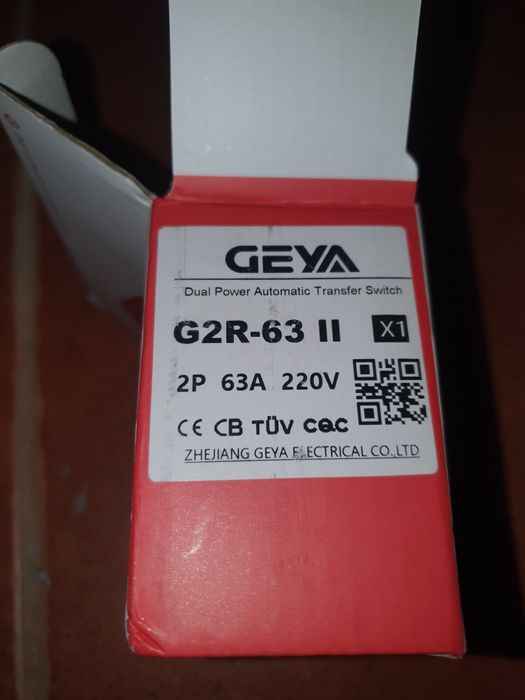 GEYA
Dual Power Automatic Transfer Switch
G2R-63 II X1
2P 63A 220V
CE CB TÜV CQC
ZHEJIANG GEYA ELECTRICAL CO.,LTD